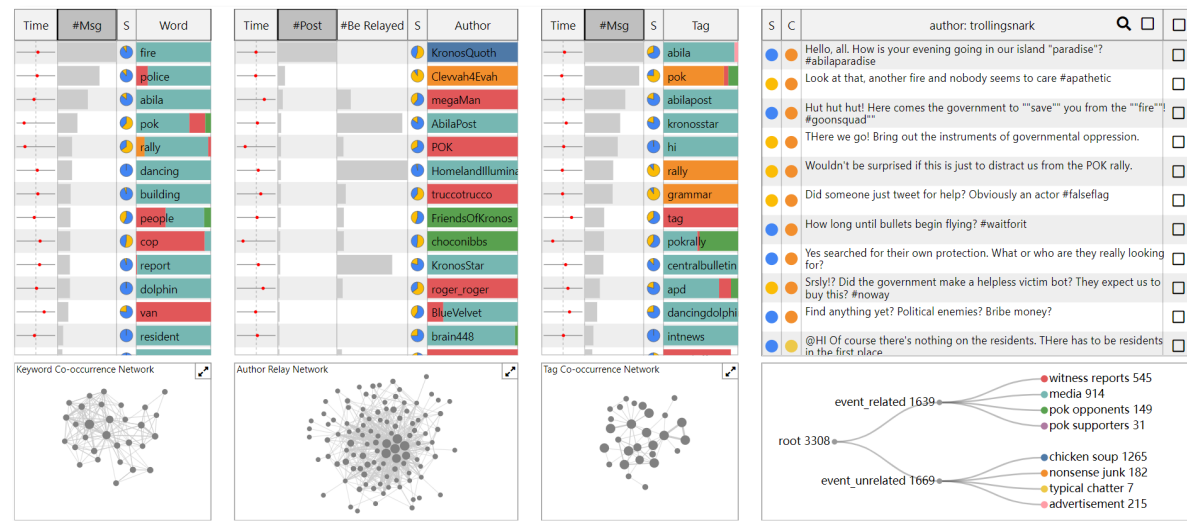 Time #Msg S Word
fire
police
abila
pok
rally
dancing
building
people
cop
report
dolphin
van
resident
Time #Post #Be Relayed S Author
KronosQuoth
Clevvah4Evah
megaMan
AbilaPost
POK
HomelandIllumina
truccotrucco
FriendsOfKronos
choconibbs
KronosStar
roger_roger
BlueVelvet
brain448
Time #Msg S Tag
abila
pok
abilapost
kronosstar
hi
rally
grammar
tag
pokrally
centralbulletin
apd
dancingdolphi
intnews
S C author: trollingsnark
Hello, all. How is your evening going in our island "paradise"?
#abilaparadise
Look at that, another fire and nobody seems to care #apathetic
Hut hut hut! Here comes the government to ""save"" you from the ""fire""!
#goonsquad""
THere we go! Bring out the instruments of governmental oppression.
Wouldn't be surprised if this is just to distract us from the POK rally.
Did someone just tweet for help? Obviously an actor #falseflag
How long until bullets begin flying? #waitforit
Yes searched for their own protection. What or who are they really looking
for?
Srsly!? Did the government make a helpless victim bot? They expect us to
buy this? #noway
Find anything yet? Political enemies? Bribe money?
@HI Of course there's nothing on the residents. THere has to be residents
in the first place
Keyword Co-occurrence Network
Author Relay Network
Tag Co-occurrence Network
root 3308
event_related 1639
witness reports 545
media 914
pok opponents 149
pok supporters 31
event_unrelated 1669
chicken soup 1265
nonsense junk 182
typical chatter 7
advertisement 215